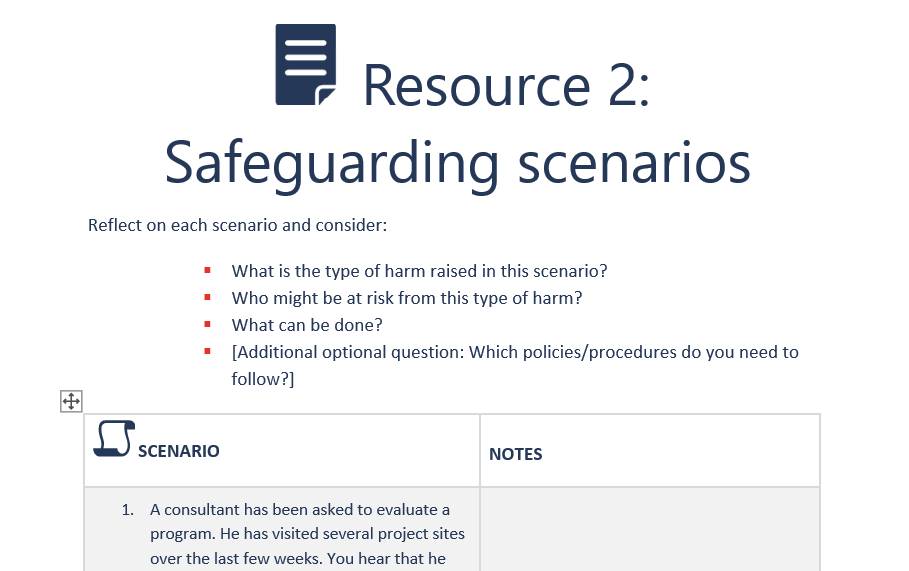 Resource 2:
Safeguarding scenarios
Reflect on each scenario and consider:
▪ What is the type of harm raised in this scenario?
▪ Who might be at risk from this type of harm?
▪ What can be done?
▪ [Additional optional question: Which policies/procedures do you need to
follow?]
SCENARIO
NOTES
1. A consultant has been asked to evaluate a
program. He has visited several project sites
over the last few weeks. You hear that he